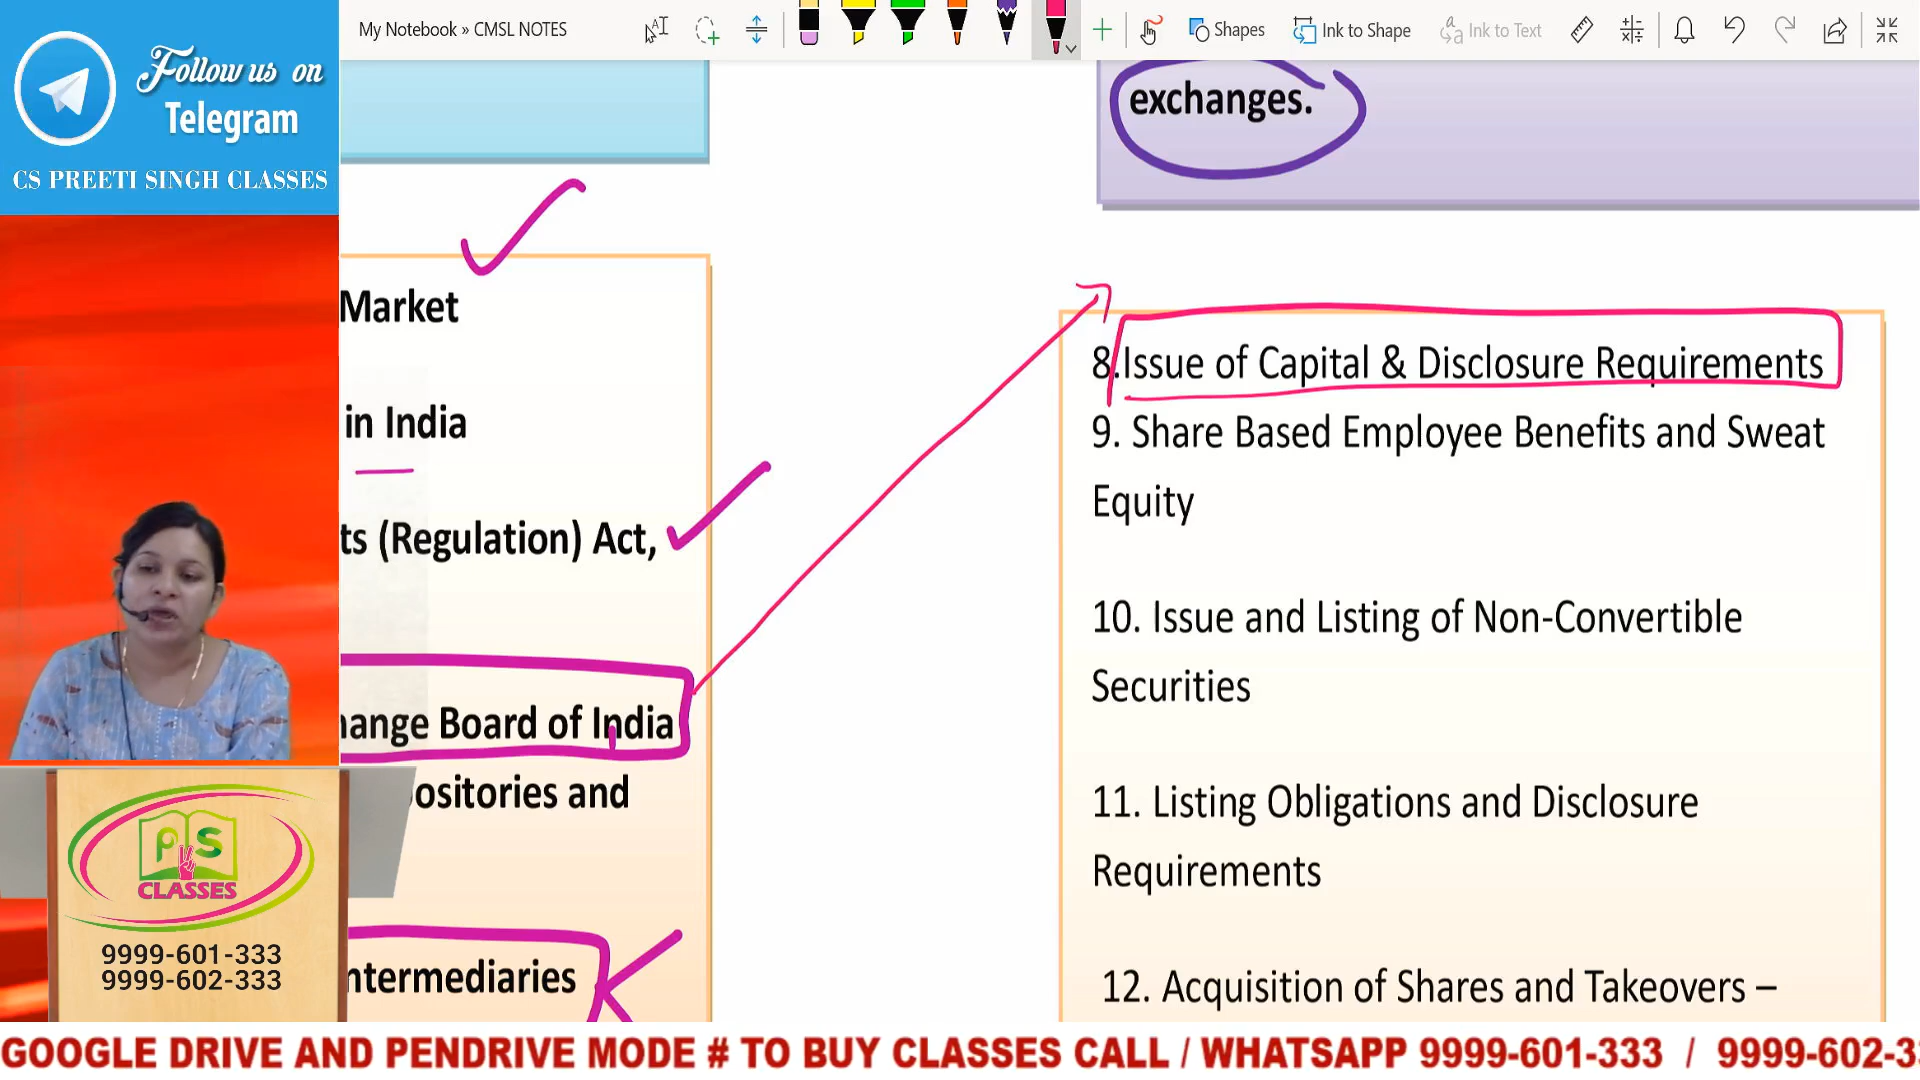 Follow us on
Telegram
CS PREETI SINGH CLASSES
My Notebook » CMSL NOTES
Shapes
Ink to Shape
Ink to Text
exchanges.
Market
in India
ts (Regulation) Act,
hange Board of India
ositories and
ntermediaries
8.Issue of Capital & Disclosure Requirements
9. Share Based Employee Benefits and Sweat
Equity
10. Issue and Listing of Non-Convertible
Securities
11. Listing Obligations and Disclosure
Requirements
12. Acquisition of Shares and Takeovers –
PS
CLASSES
9999-601-333
9999-602-333
GOOGLE DRIVE AND PENDRIVE MODE # TO BUY CLASSES CALL / WHATSAPP 9999-601-333 / 9999-602-3